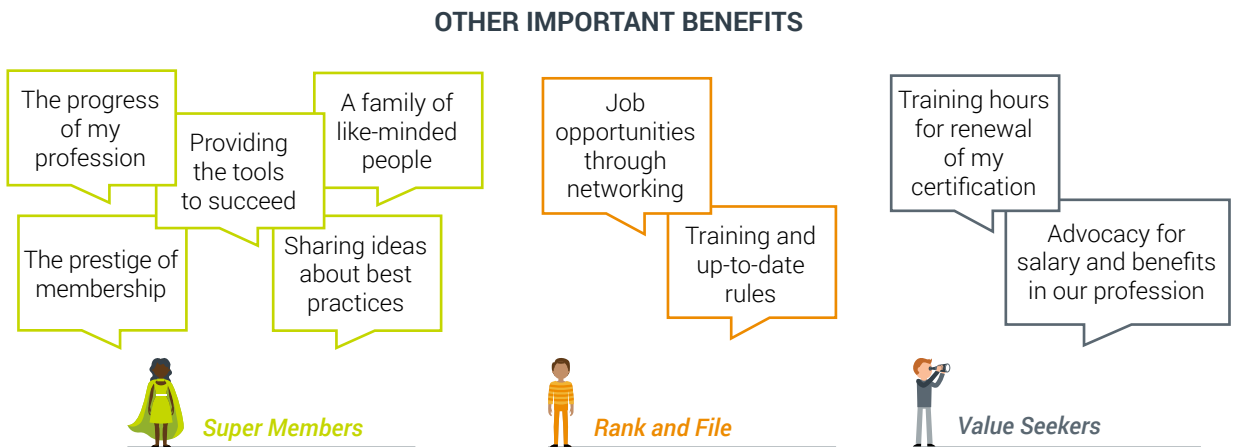 OTHER IMPORTANT BENEFITS
The progress
of my
profession
Providing
the tools
to succeed
A family of
like-minded
people
The prestige of
membership
Sharing ideas
about best
practices
Super Members
Job
opportunities
through
networking
Training and
up-to-date
rules
Rank and File
Training hours
for renewal
of my
certification
Advocacy for
salary and benefits
in our profession
Value Seekers